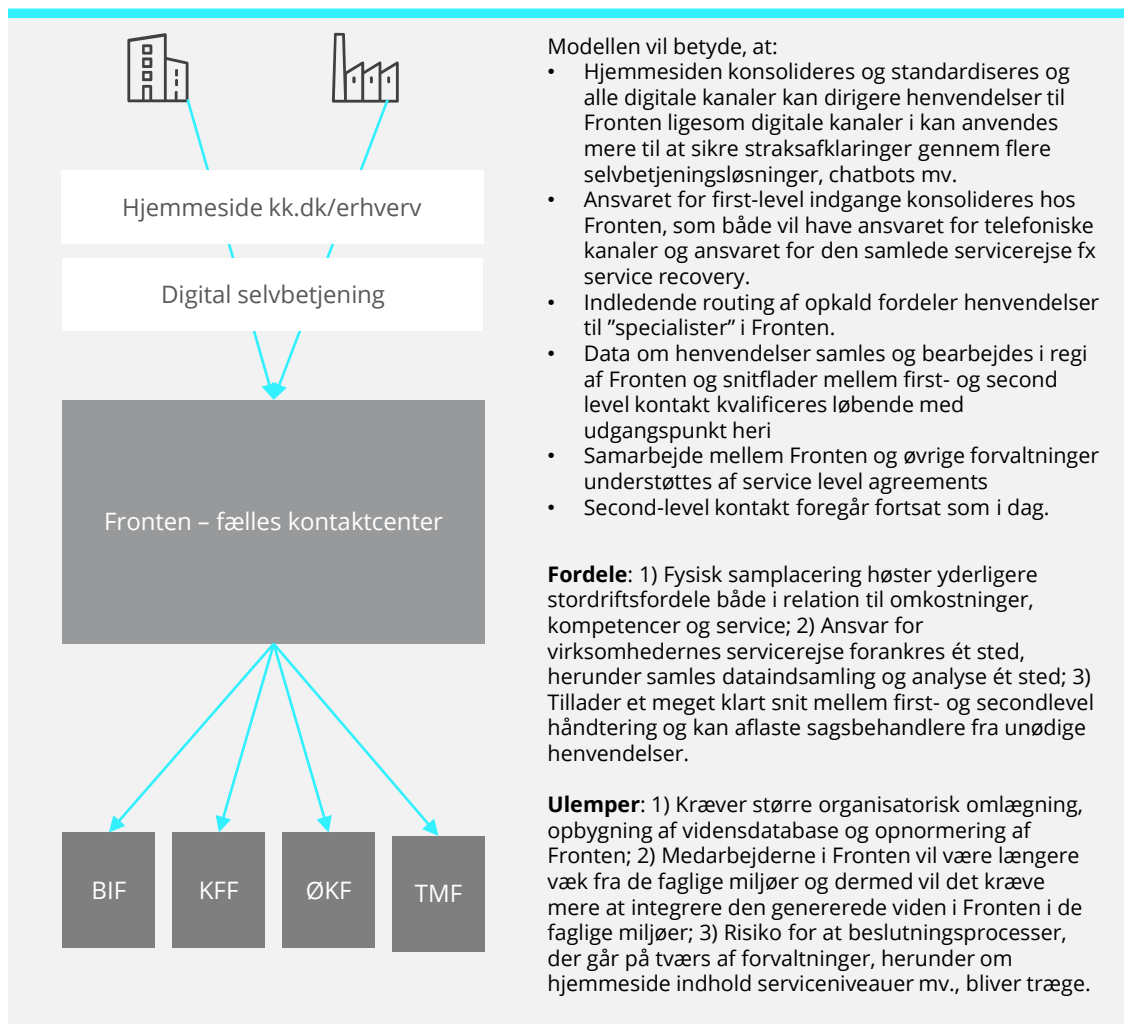 Hjemmeside kk.dk/erhverv
Digital selvbetjening
Fronten – fælles kontaktcenter
BIF
KFF
ØKF
TMF
Modellen vil betyde, at:
• Hjemmesiden konsolideres og standardiseres og
alle digitale kanaler kan dirigere henvendelser til
Fronten ligesom digitale kanaler i kan anvendes
mere til at sikre straksafklaringer gennem flere
selvbetjeningsløsninger, chatbots mv.
• Ansvaret for first-level indgange konsolideres hos
Fronten, som både vil have ansvaret for telefoniske
kanaler og ansvaret for den samlede servicerejse fx
service recovery.
• Indledende routing af opkald fordeler henvendelser
til ”specialister” i Fronten.
• Data om henvendelser samles og bearbejdes i regi
af Fronten og snitflader mellem first- og second
level kontakt kvalificeres løbende med
udgangspunkt heri
• Samarbejde mellem Fronten og øvrige forvaltninger
understøttes af service level agreements
• Second-level kontakt foregår fortsat som i dag.
Fordele: 1) Fysisk samplacering høster yderligere
stordriftsfordele både i relation til omkostninger,
kompetencer og service; 2) Ansvar for
virksomhedernes servicerejse forankres ét sted,
herunder samles dataindsamling og analyse ét sted; 3)
Tillader et meget klart snit mellem first- og secondlevel
håndtering og kan aflaste sagsbehandlere fra unødige
henvendelser.
Ulemper: 1) Kræver større organisatorisk omlægning,
opbygning af vidensdatabase og opnormering af
Fronten; 2) Medarbejderne i Fronten vil være længere
væk fra de faglige miljøer og dermed vil det kræve
mere at integrere den genererede viden i Fronten i de
faglige miljøer; 3) Risiko for at beslutningsprocesser,
der går på tværs af forvaltninger, herunder om
hjemmeside indhold serviceniveauer mv., bliver træge.